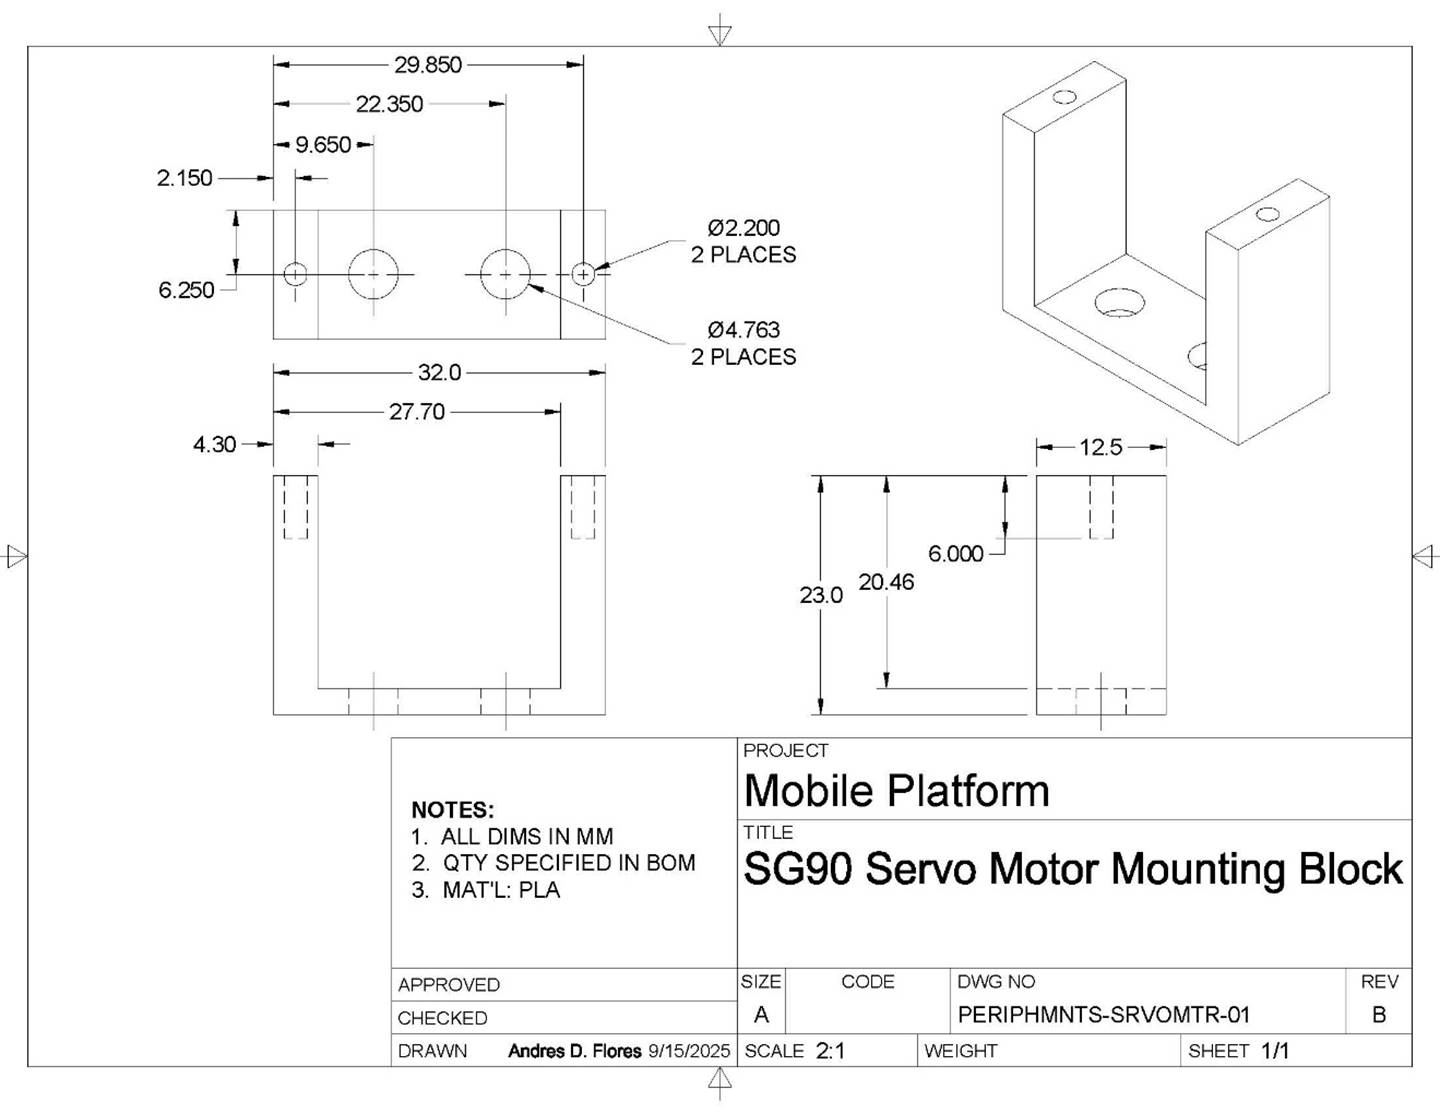 29.850
22.350
9.650
2.150
Ø2.200
2 PLACES
6.250
Ø4.763
2 PLACES
32.0
27.70
4.30
12.5
6.000
20.46
23.0
NOTES:
1. ALL DIMS IN MM
2. QTY SPECIFIED IN BOM
3. MAT'L: PLA
PROJECT
Mobile Platform
TITLE
SG90 Servo Motor Mounting Block
APPROVED
CHECKED
DRAWN Andres D. Flores 9/15/2025
SIZE CODE DWG NO REV
A PERIPHMNTS-SRVOMTR-01 B
SCALE 2:1 WEIGHT SHEET 1/1